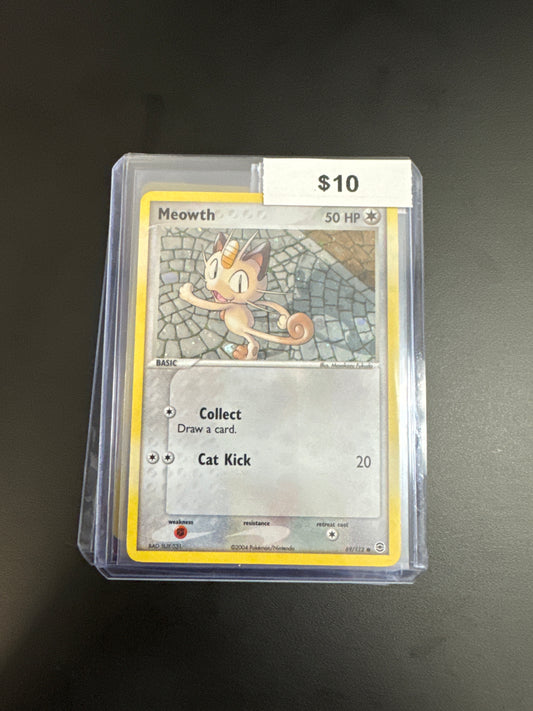 $10
Meowth
50 HP
BASIC
Collect
Draw a card.
Cat Kick 20
weakness resistance retreat cost
©2004 Pokémon/Nintendo